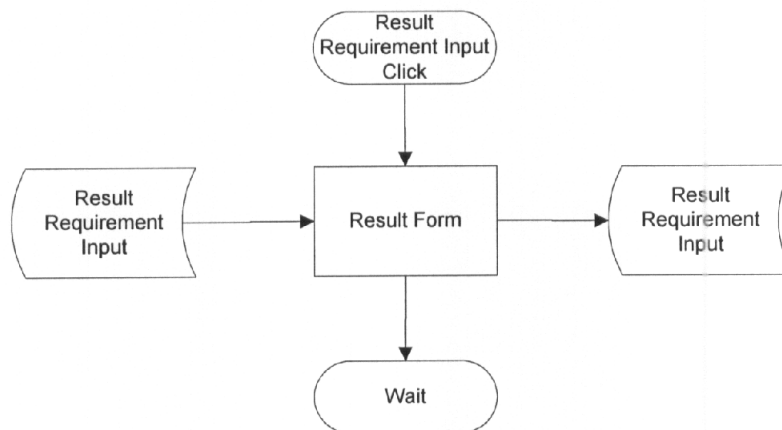 Result
Requirement Input
Click
Result
Requirement
Input
Result Form
Result
Requirement
Input
Wait